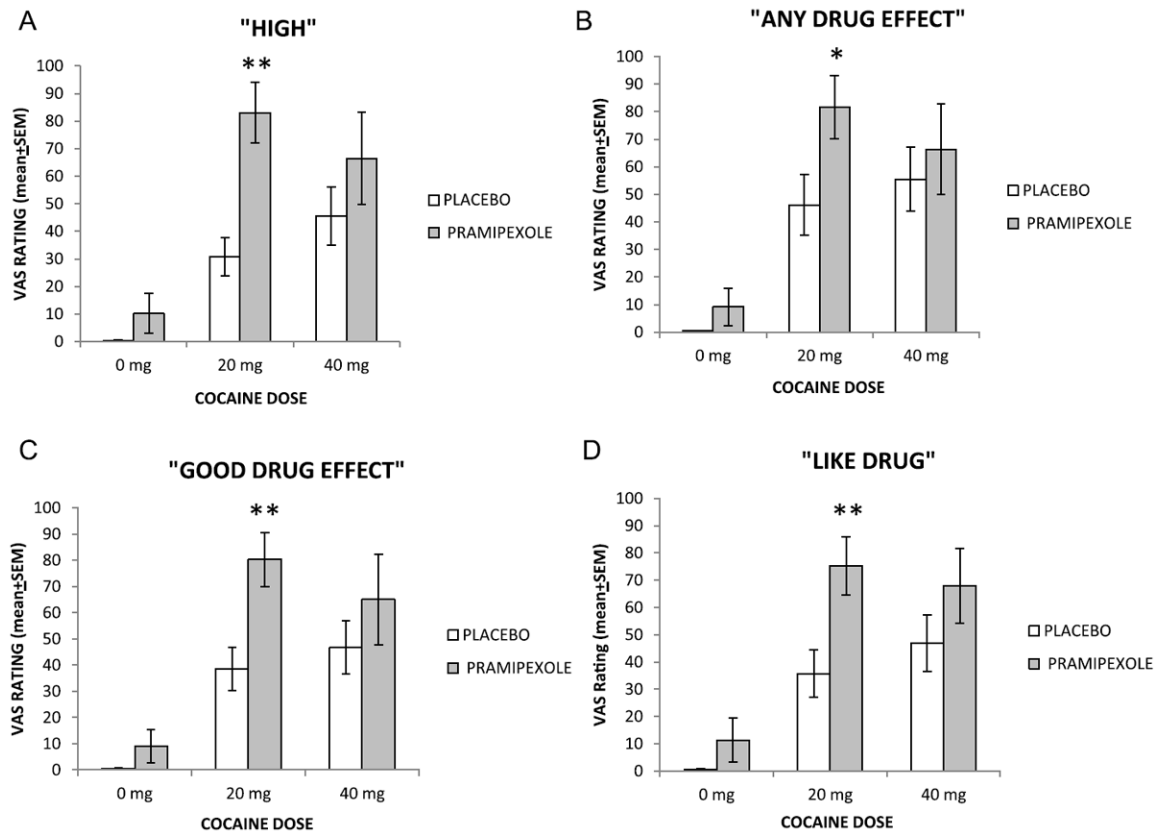 A
"HIGH"
**
VAS RATING (mean±SEM)
100
90
80
70
60
50
40
30
20
10
0
0 mg 20 mg 40 mg
COCAINE DOSE
PLACEBO
PRAMIPEXOLE
B
"ANY DRUG EFFECT"
*
VAS RATING (mean±SEM)
100
90
80
70
60
50
40
30
20
10
0
0 mg 20 mg 40 mg
COCAINE DOSE
PLACEBO
PRAMIPEXOLE
C
"GOOD DRUG EFFECT"
**
VAS RATING (mean±SEM)
100
90
80
70
60
50
40
30
20
10
0
0 mg 20 mg 40 mg
COCAINE DOSE
PLACEBO
PRAMIPEXOLE
D
"LIKE DRUG"
**
VAS Rating (mean±SEM)
100
90
80
70
60
50
40
30
20
10
0
0 mg 20 mg 40 mg
COCAINE DOSE
PLACEBO
PRAMIPEXOLE